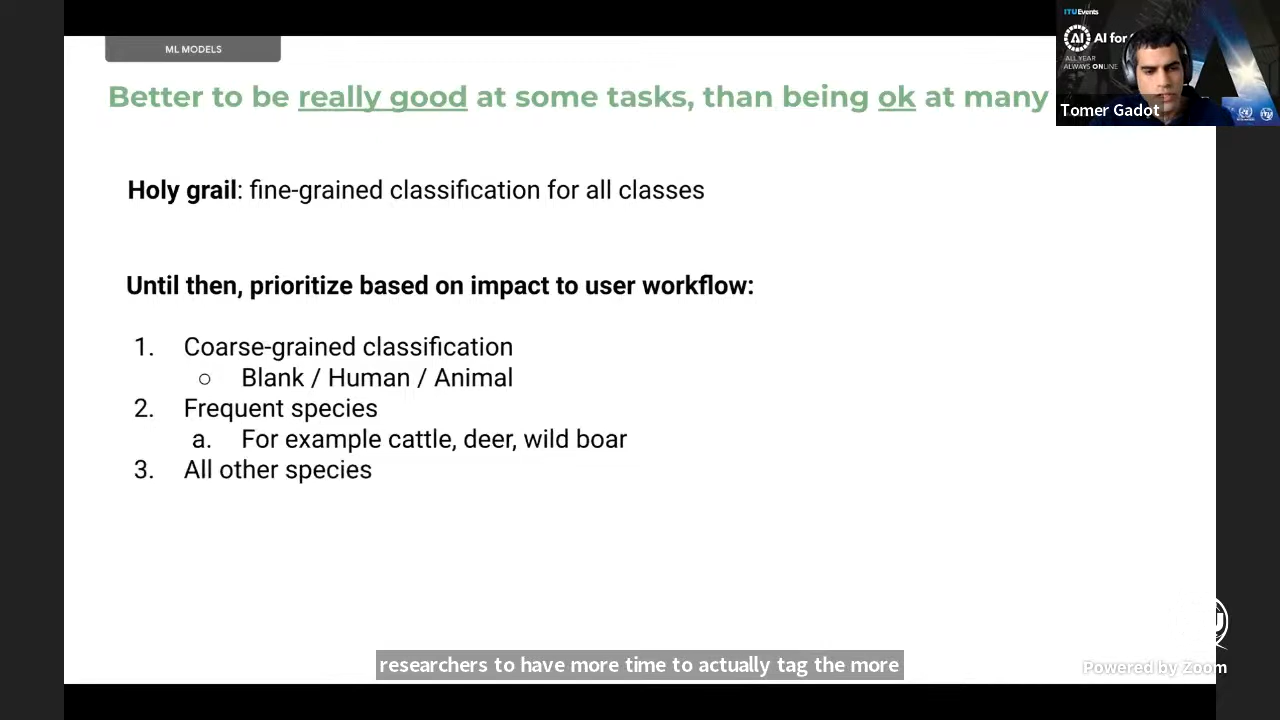 ML MODELS
Better to be really good at some tasks, than being ok at many
Holy grail: fine-grained classification for all classes
Until then, prioritize based on impact to user workflow:
1. Coarse-grained classification
○ Blank / Human / Animal
2. Frequent species
a. For example cattle, deer, wild boar
3. All other species
researchers to have more time to actually tag the more
ITUEvents
AI
AI for
ALL YEAR
ALWAYS ONLINE
Tomer Gadot
Powered by Zoom